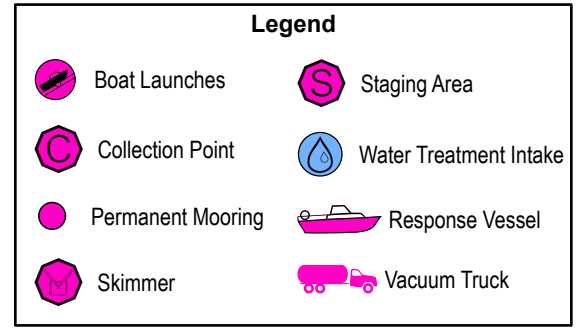 Legend
Boat Launches
S Staging Area
C Collection Point
Water Treatment Intake
Permanent Mooring
Response Vessel
Skimmer
Vacuum Truck